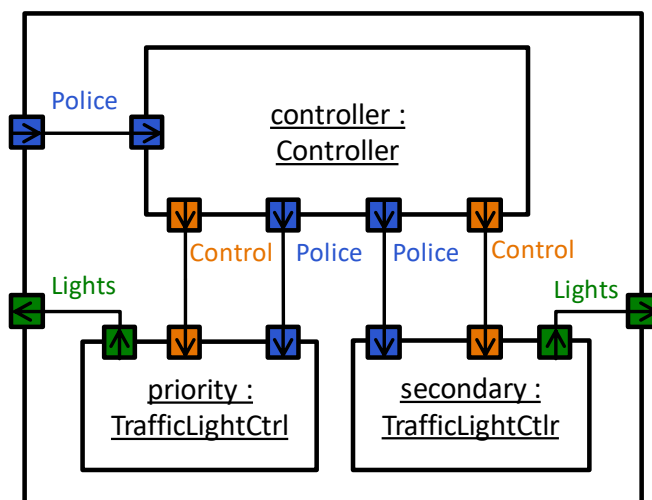 Police
controller :
Controller
Control
Police
Police
Control
Lights
Lights
priority :
TrafficLightCtrl
secondary :
TrafficLightCtlr